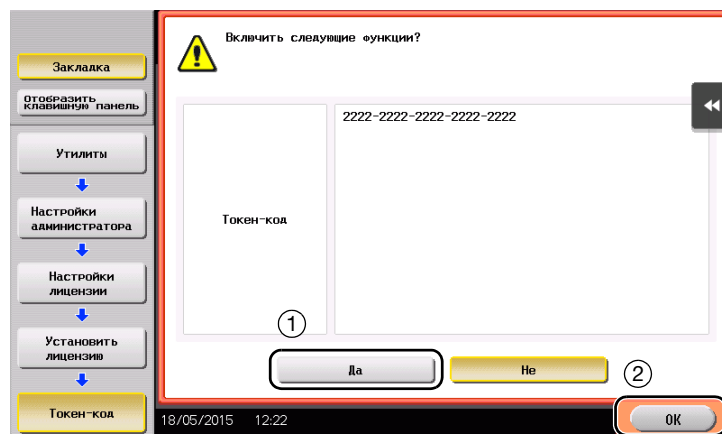 Включить следующие функции?
Закладка
Отобразить
клавишную панель
2222-2222-2222-2222-2222
Утилиты
Настройки
администратора
Токен-код
Настройки
лицензии
1
Установить
лицензию
Да
Не
2
Токен-код
18/05/2015 12:22
OK